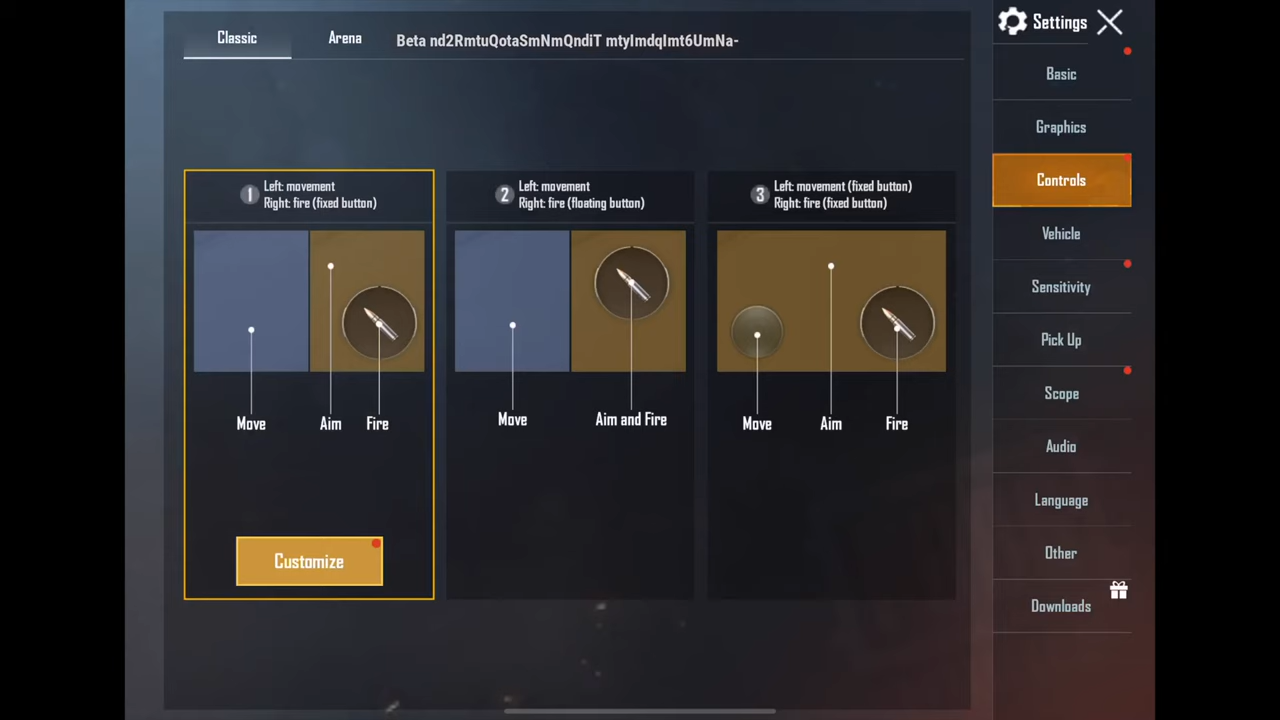 Classic
Arena
Beta nd2RmtuQotaSmNmQndiT mtyImdqImt6UmNa-
Settings
Basic
Graphics
Controls
Vehicle
Sensitivity
Pick Up
Scope
Audio
Language
Other
Downloads
1
Left: movement
Right: fire (fixed button)
Move
Aim
Fire
Customize
2
Left: movement
Right: fire (floating button)
Move
Aim and Fire
3
Left: movement (fixed button)
Right: fire (fixed button)
Move
Aim
Fire